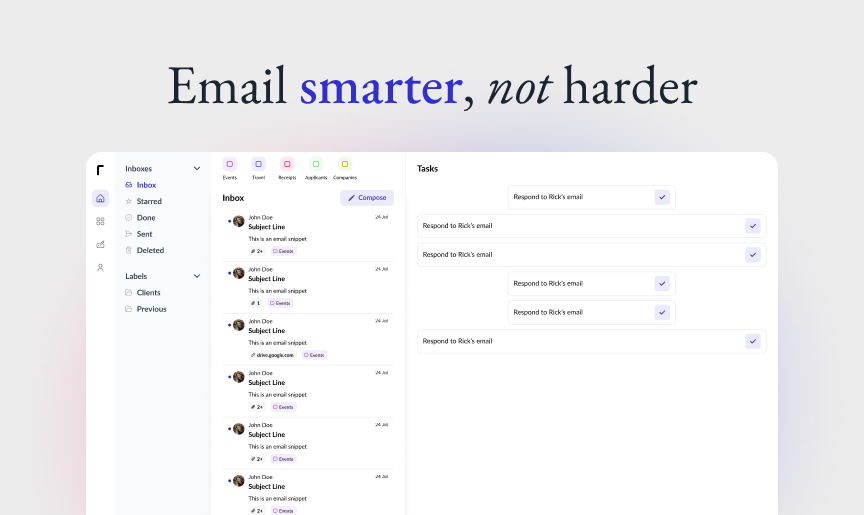 Email smarter, not harder
Inboxes
Inbox
Starred
Done
Sent
Deleted
Labels
Clients
Previous
Events
Travel
Receipts
Applicants
Companies
Inbox
Compose
John Doe
24 Jul
Subject Line
This is an email snippet
2+
Events
John Doe
24 Jul
Subject Line
This is an email snippet
1
Events
John Doe
24 Jul
Subject Line
This is an email snippet
drive.google.com
Events
John Doe
24 Jul
Subject Line
This is an email snippet
2+
Events
John Doe
24 Jul
Subject Line
This is an email snippet
2+
Events
John Doe
24 Jul
Subject Line
This is an email snippet
2+
Events
Tasks
Respond to Rick's email
Respond to Rick's email
Respond to Rick's email
Respond to Rick's email
Respond to Rick's email
Respond to Rick's email